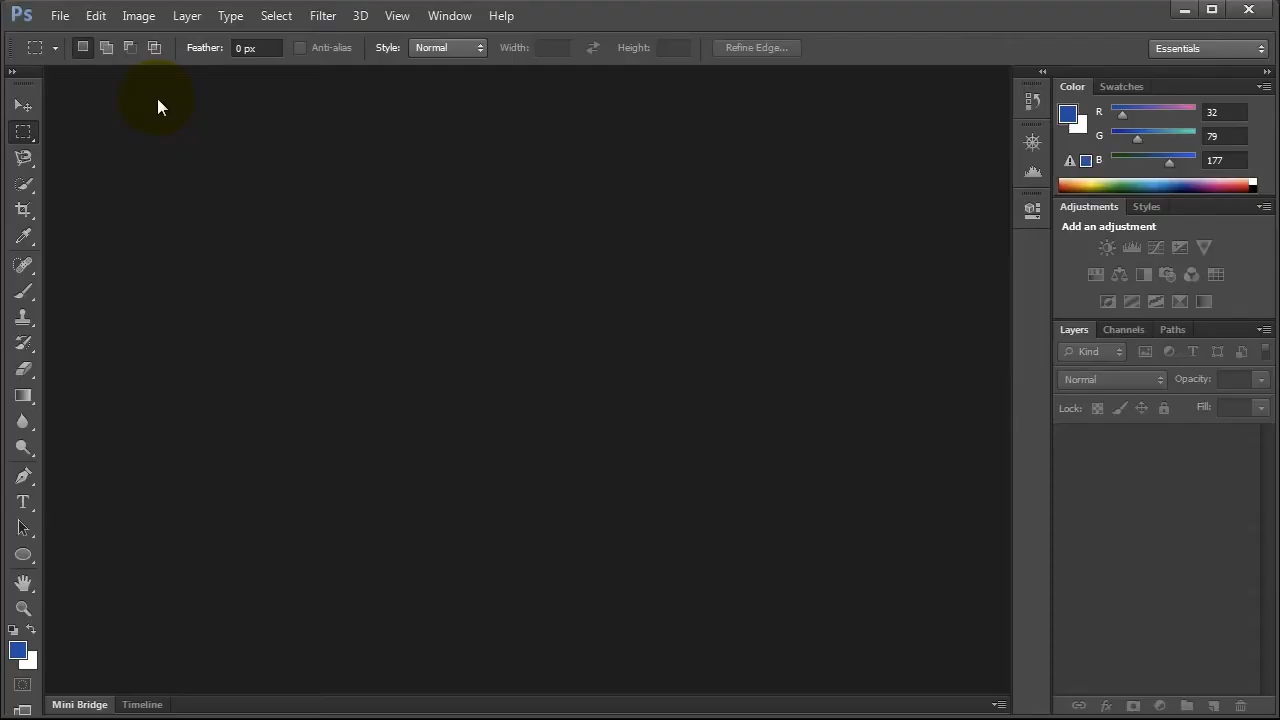 Ps File Edit Image Layer Type Select Filter 3D View Window Help
Feather: 0 px Anti-alias Style: Normal Width: Height: Refine Edge... Essentials
Color Swatches
R 32
G 79
B 177
Adjustments Styles
Add an adjustment
Layers Channels Paths
Kind
Normal Opacity:
Lock: Fill:
T
Mini Bridge Timeline
fx